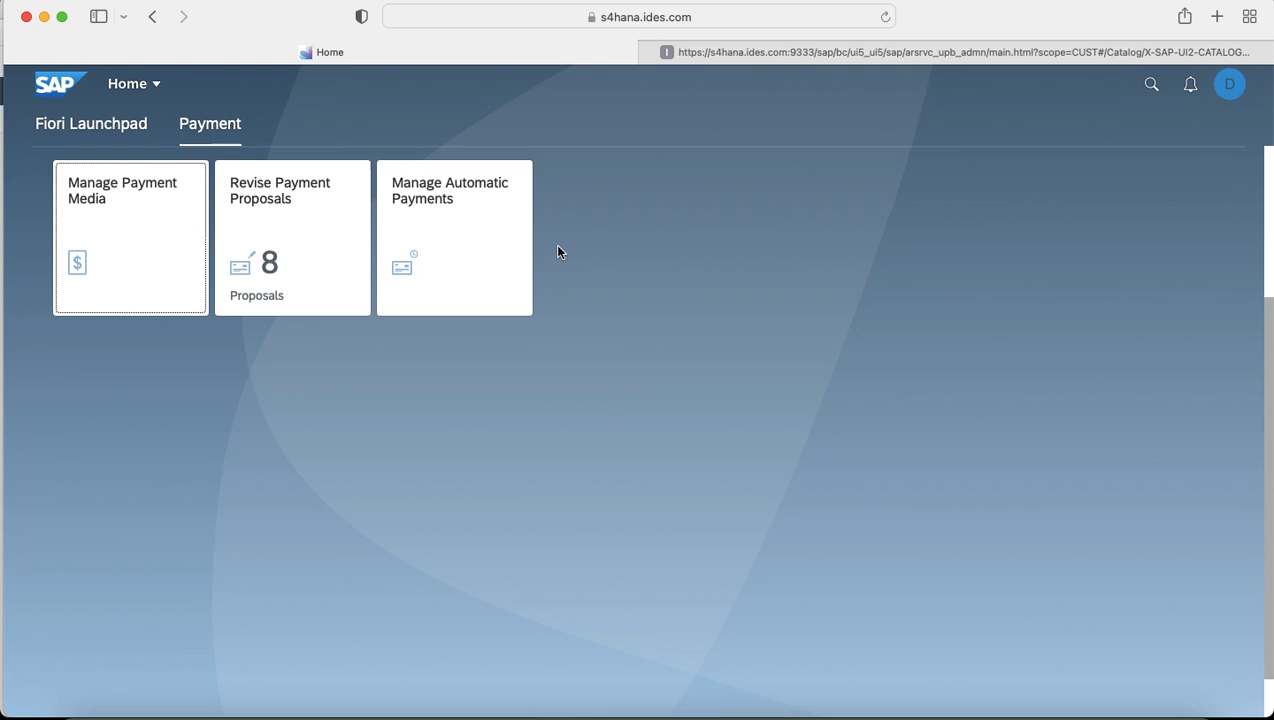 s4hana.ides.com
Home
I https://s4hana.ides.com:9333/sap/bc/ui5_ui5/sap/arsrvc_upb_admn/main.html?scope=CUST#/Catalog/X-SAP-UI2-CATALOG...
SAP Home D
Fiori Launchpad Payment
Manage Payment
Media
$
Revise Payment
Proposals
8
Proposals
Manage Automatic
Payments